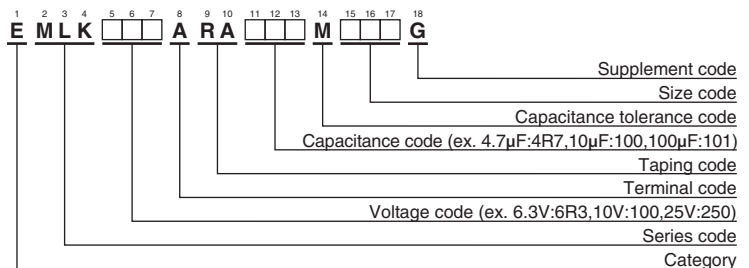 1 2 3 4 5 6 7 8 9 10 11 12 13 14 15 16 17 18
E MLK □□□ A RA □□□ M □□□ G
Supplement code
Size code
Capacitance tolerance code
Capacitance code (ex. 4.7μF:4R7,10μF:100,100μF:101)
Taping code
Terminal code
Voltage code (ex. 6.3V:6R3,10V:100,25V:250)
Series code
Category